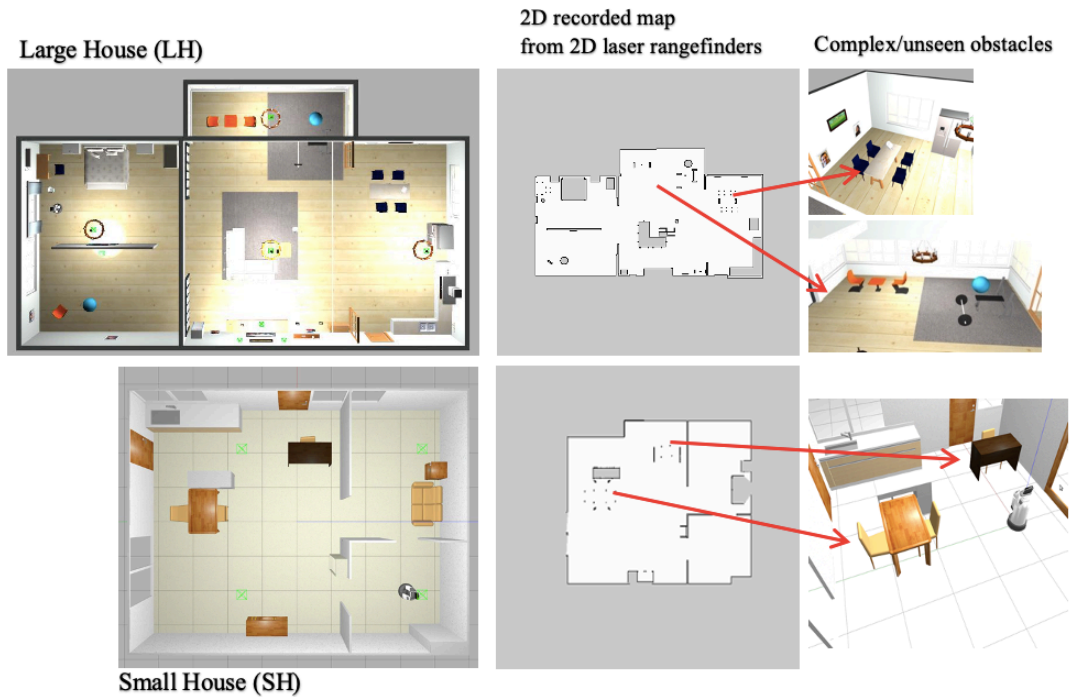 Large House (LH)
2D recorded map
from 2D laser rangefinders
Complex/unseen obstacles
Small House (SH)